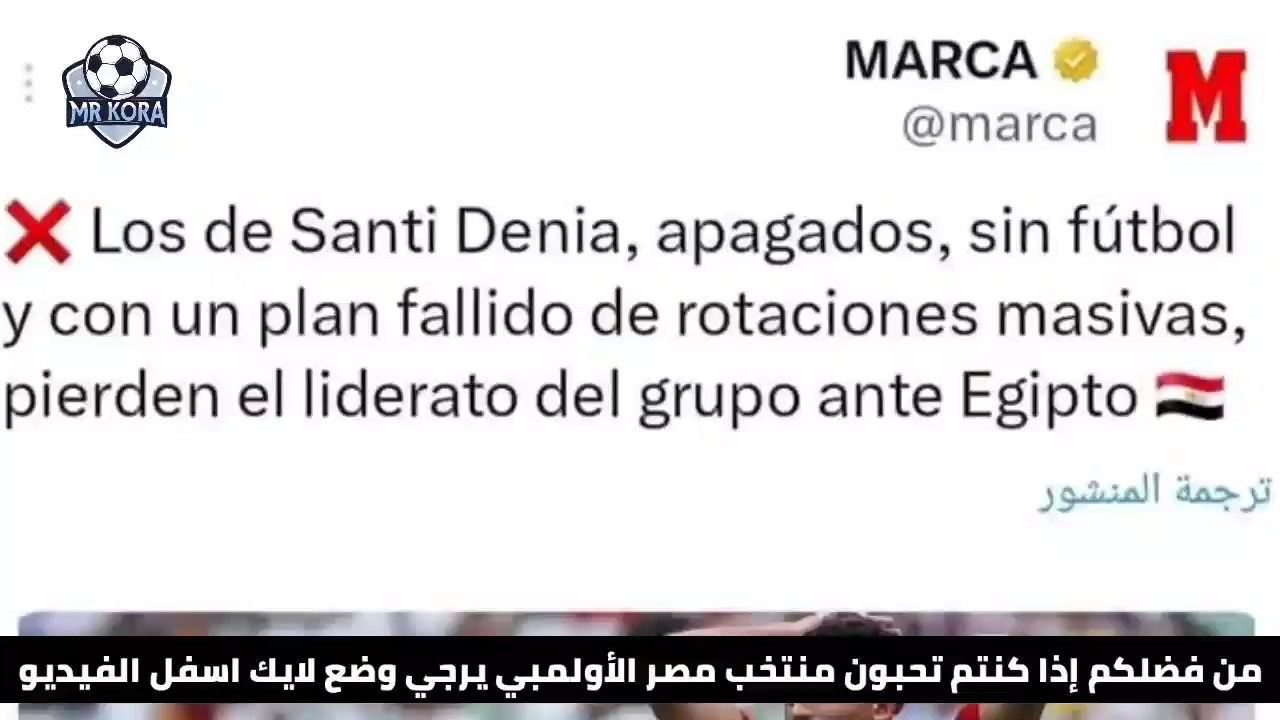 MR KORA
MARCA
@marca
M
❌ Los de Santi Denia, apagados, sin fútbol
y con un plan fallido de rotaciones masivas,
pierden el liderato del grupo ante Egipto 🇪🇬
ترجمة المنشور
من فضلكم إذا كنتم تحبون منتخب مصر الأولمبي يرجي وضع لايك اسفل الفيديو